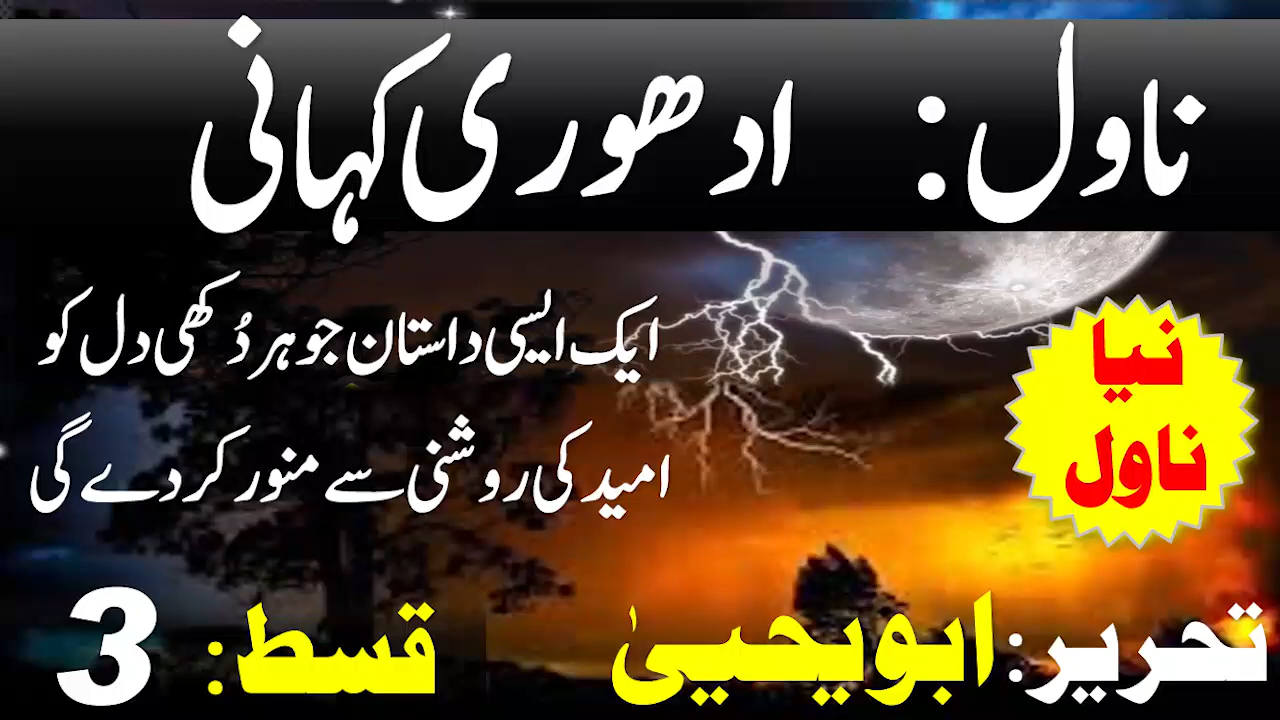 ناول: ادھوری کہانی
ایک ایسی داستان جو ہر دُکھی دل کو
امید کی روشنی سے منور کر دے گی
نیا
ناول
تحریر: ابویحییٰ
قسط: 3